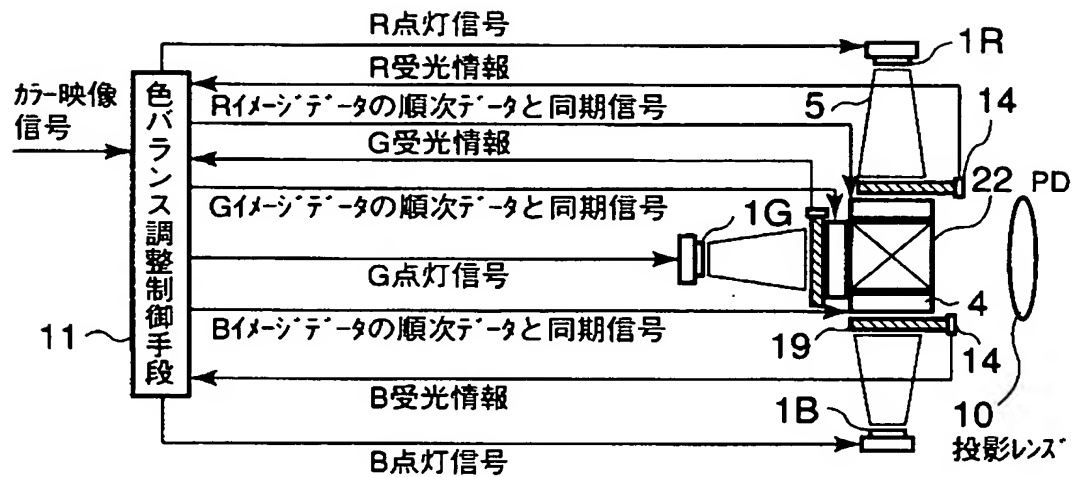 R点灯信号
1R
R受光情報
カラー映像
信号
5
14
Rイメージデータの順次データと同期信号
G受光情報
22
PD
Gイメージデータの順次データと同期信号
1G
色バランス調整制御手段
G点灯信号
4
11
Bイメージデータの順次データと同期信号
19
14
B受光情報
1B
10
投影レンズ
B点灯信号